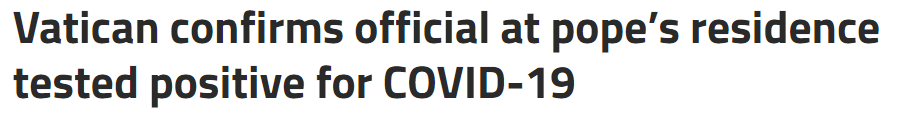 Vatican confirms official at pope’s residence
tested positive for COVID-19